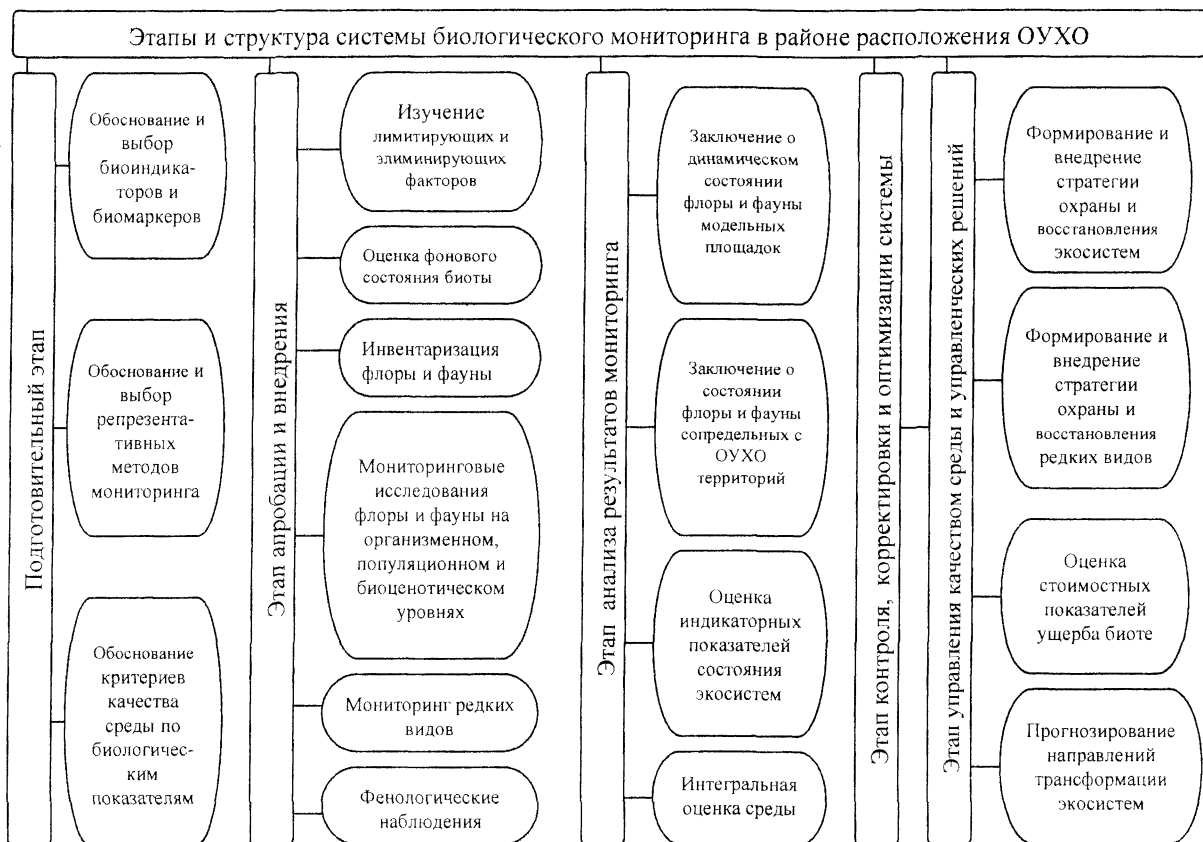 Этапы и структура системы биологического мониторинга в районе расположения ОУХО
Подготовительный этап
Обоснование и
выбор
биоиндика-
торов и
биомаркеров
Обоснование и
выбор
репрезента-
тивных
методов
мониторинга
Обоснование
критериев
качества
среды по
биологичес-
ким
показателям
Этап апробации и внедрения
Изучение
лимитирующих и
элиминирующих
факторов
Оценка фонового
состояния биоты
Инвентаризация
флоры и фауны
Мониторинговые
исследования
флоры и фауны на
организменном,
популяционном и
биоценотическом
уровнях
Мониторинг редких
видов
Фенологические
наблюдения
Этап анализа результатов мониторинга
Заключение о
динамическом
состоянии
флоры и фауны
модельных
площадок
Заключение о
состоянии
флоры и фауны
сопредельных с
ОУХО
территорий
Оценка
индикаторных
показателей
состояния
экосистем
Интегральная
оценка среды
Этап контроля, корректировки и оптимизации системы
Этап управления качеством среды и управленческих решений
Формирование и
внедрение
стратегии
охраны и
восстановления
экосистем
Формирование и
внедрение
стратегии
охраны и
восстановления
редких видов
Оценка
стоимостных
показателей
ущерба биоте
Прогнозирование
направлений
трансформации
экосистем